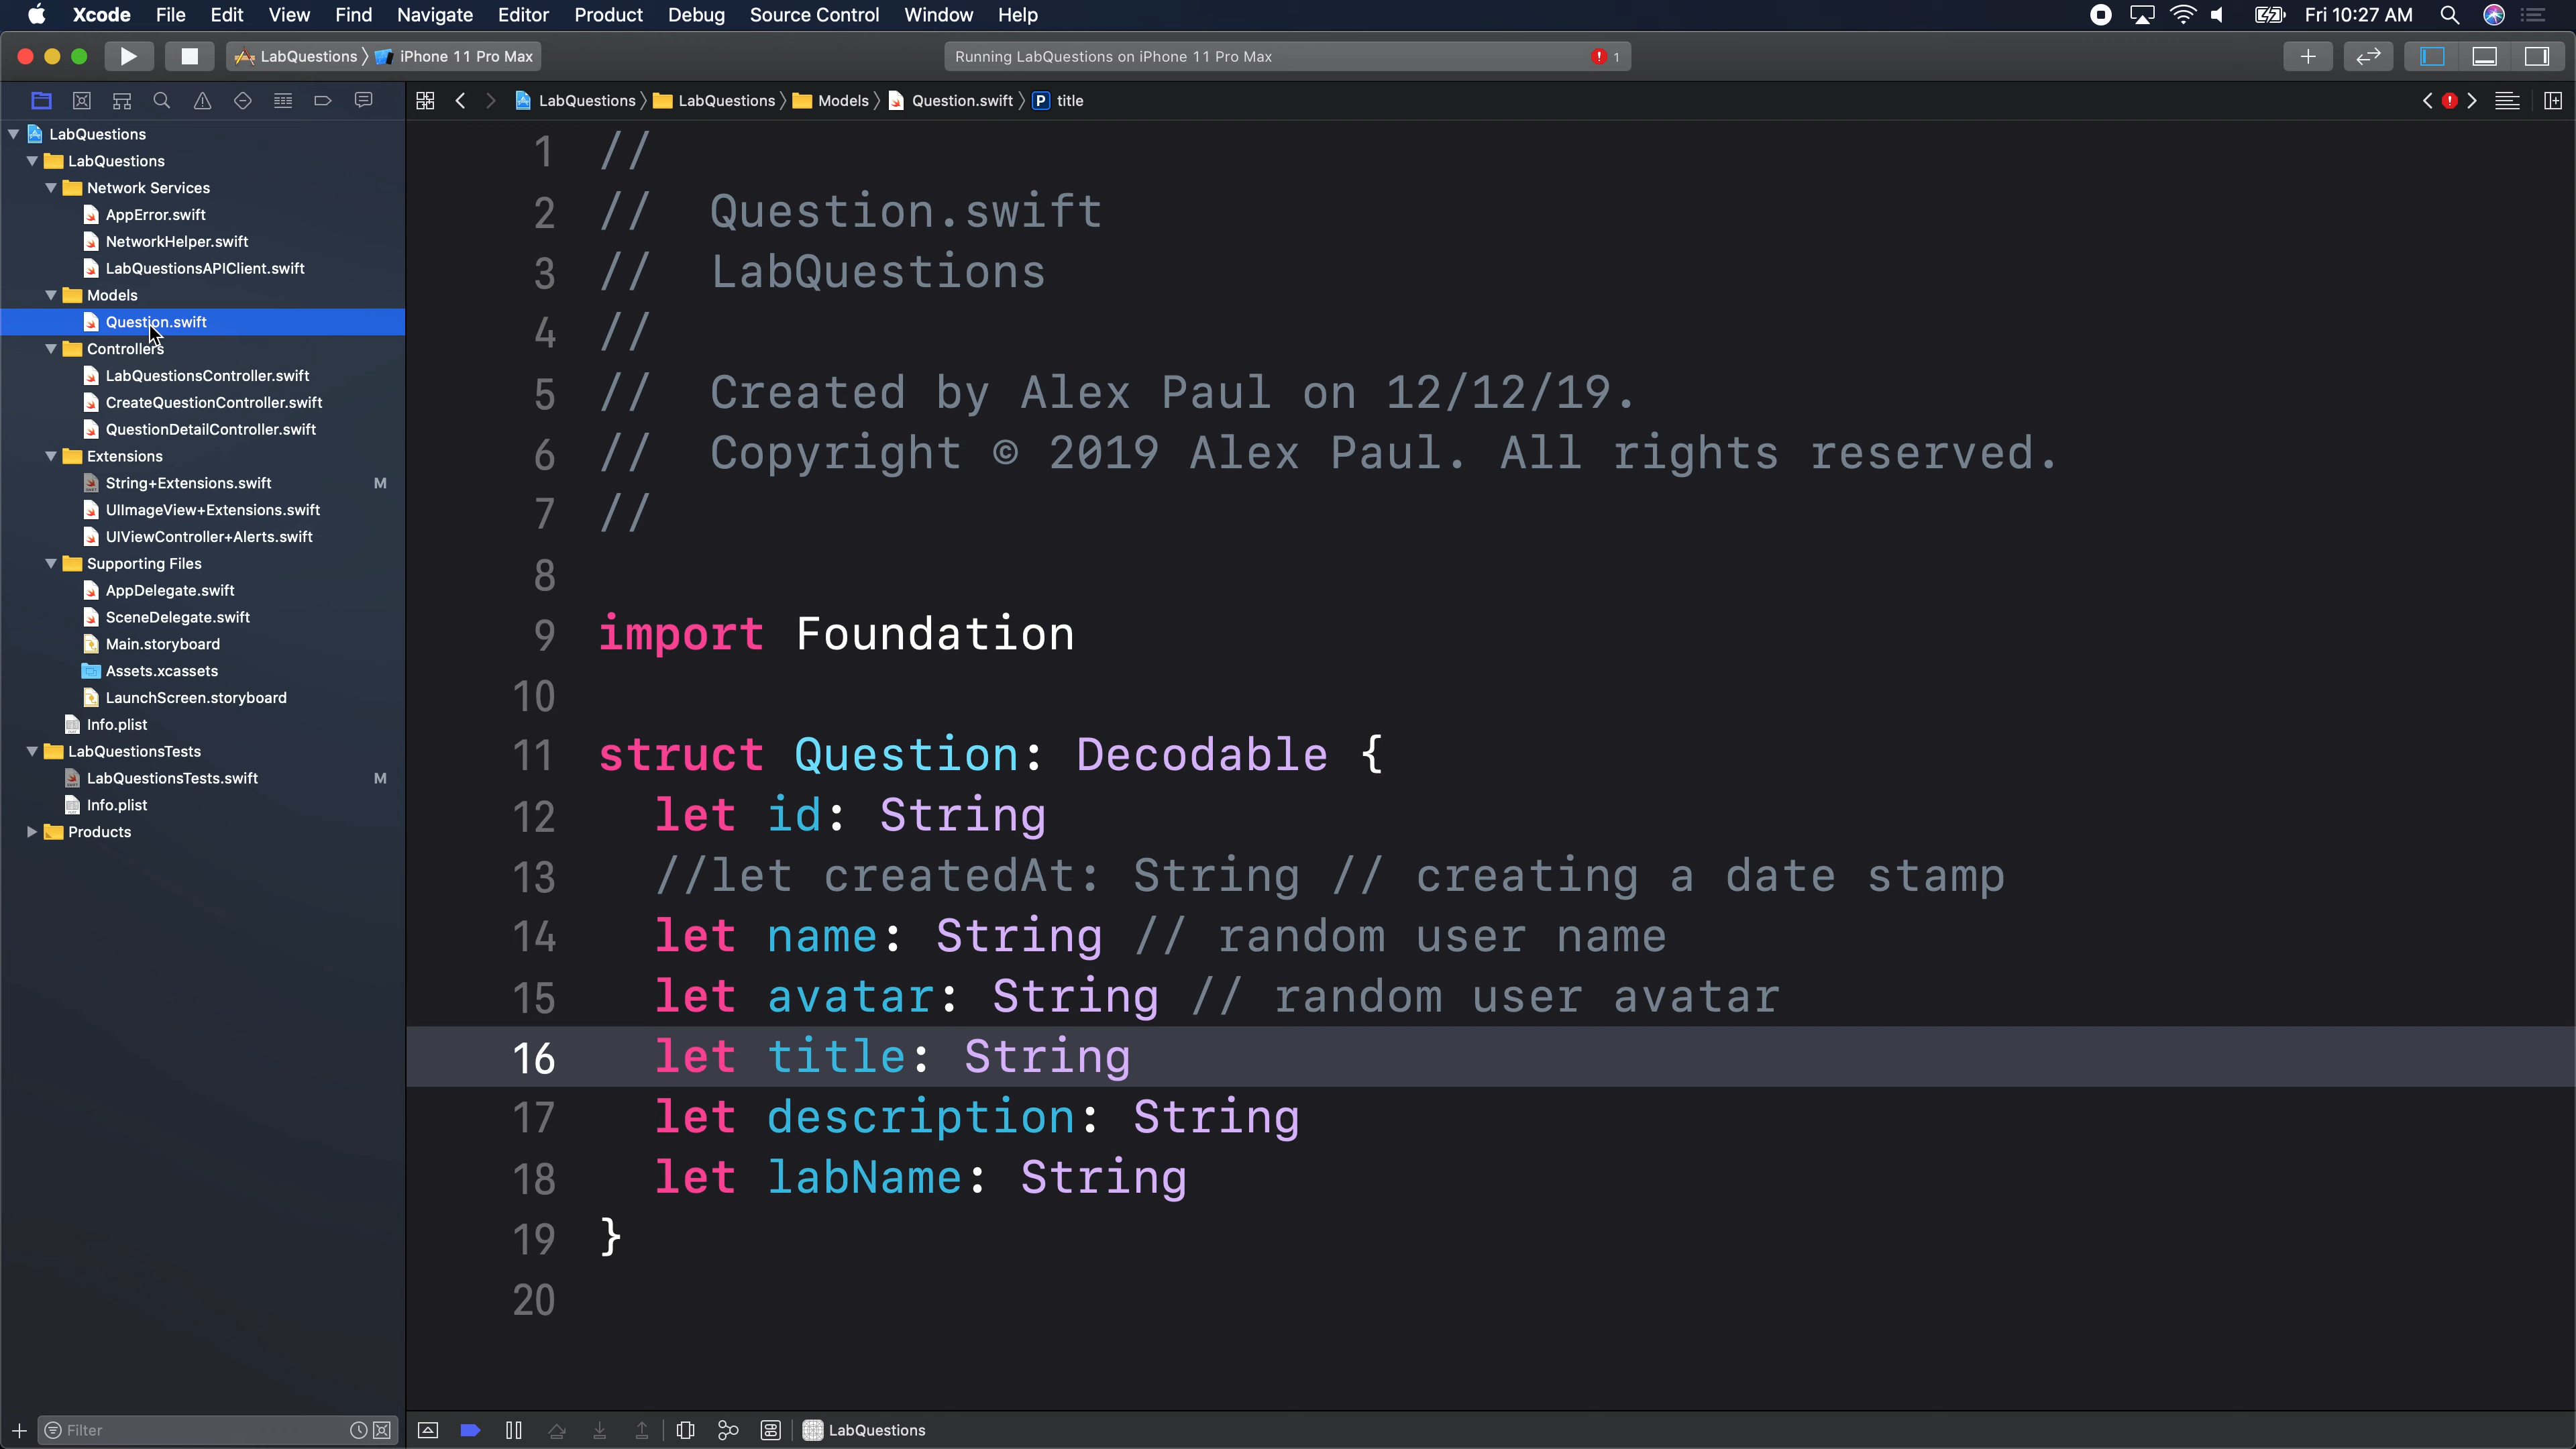 Xcode File Edit View Find Navigate Editor Product Debug Source Control Window Help Fri 10:27 AM
LabQuestions iPhone 11 Pro Max Running LabQuestions on iPhone 11 Pro Max 1
LabQuestions LabQuestions Models Question.swift P title
LabQuestions
LabQuestions
Network Services
AppError.swift
NetworkHelper.swift
LabQuestionsAPIClient.swift
Models
Question.swift
Controllers
LabQuestionsController.swift
CreateQuestionController.swift
QuestionDetailController.swift
Extensions
String+Extensions.swift M
UIImageView+Extensions.swift
UIViewController+Alerts.swift
Supporting Files
AppDelegate.swift
SceneDelegate.swift
Main.storyboard
Assets.xcassets
LaunchScreen.storyboard
Info.plist
LabQuestionsTests
LabQuestionsTests.swift M
Info.plist
Products
1 //
2 // Question.swift
3 // LabQuestions
4 //
5 // Created by Alex Paul on 12/12/19.
6 // Copyright © 2019 Alex Paul. All rights reserved.
7 //
8
9 import Foundation
10
11 struct Question: Decodable {
12 let id: String
13 //let createdAt: String // creating a date stamp
14 let name: String // random user name
15 let avatar: String // random user avatar
16 let title: String
17 let description: String
18 let labName: String
19 }
20
Filter
LabQuestions